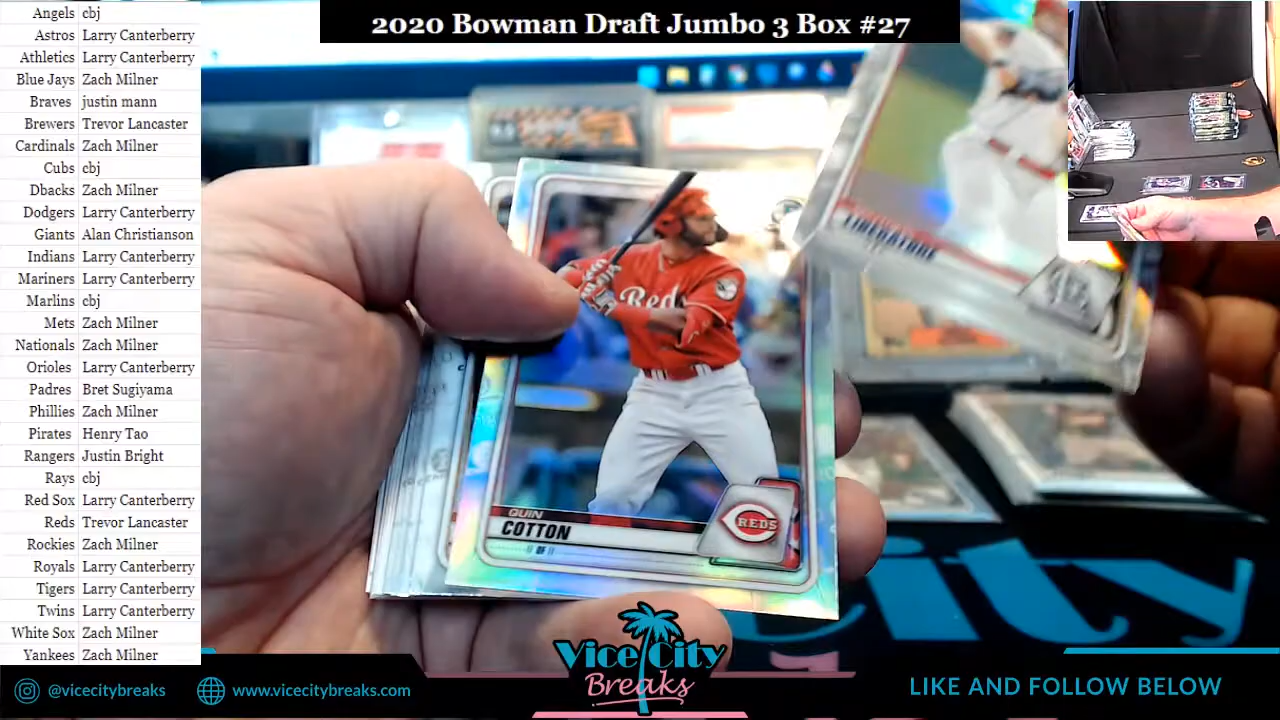 2020 Bowman Draft Jumbo 3 Box #27
Angels cbj
Astros Larry Canterberry
Athletics Larry Canterberry
Blue Jays Zach Milner
Braves justin mann
Brewers Trevor Lancaster
Cardinals Zach Milner
Cubs cbj
Dbacks Zach Milner
Dodgers Larry Canterberry
Giants Alan Christianson
Indians Larry Canterberry
Mariners Larry Canterberry
Marlins cbj
Mets Zach Milner
Nationals Zach Milner
Orioles Larry Canterberry
Padres Bret Sugiyama
Phillies Zach Milner
Pirates Henry Tao
Rangers Justin Bright
Rays cbj
Red Sox Larry Canterberry
Reds Trevor Lancaster
Rockies Zach Milner
Royals Larry Canterberry
Tigers Larry Canterberry
Twins Larry Canterberry
White Sox Zach Milner
Yankees Zach Milner
Reds
QUIN
COTTON
OF
REDS
City
Vice City
Breaks
@vicecitybreaks
www.vicecitybreaks.com
LIKE AND FOLLOW BELOW